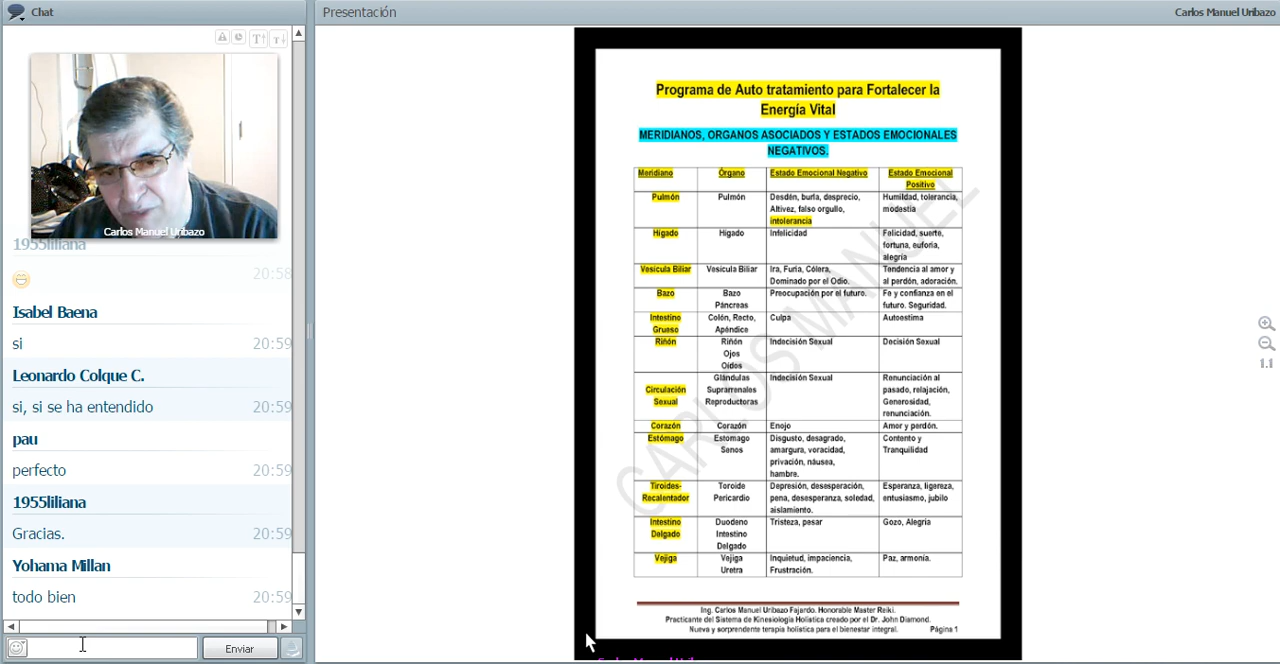 Chat
Presentación
Carlos Manuel Uribazo
Carlos Manuel Uribazo
1955liliana
20:58
Isabel Baena
si
20:59
Leonardo Colque C.
si, si se ha entendido
20:59
pau
perfecto
20:59
1955liliana
Gracias.
20:59
Yohama Millan
todo bien
20:59
Enviar
Programa de Auto tratamiento para Fortalecer la
Energía Vital
MERIDIANOS, ORGANOS ASOCIADOS Y ESTADOS EMOCIONALES
NEGATIVOS.
Meridiano Órgano Estado Emocional Negativo Estado Emocional
Positivo
Pulmón Pulmón Desdén, burla, desprecio, Humildad, tolerancia,
Altivez, falso orgullo, modestia
intolerancia
Hígado Hígado Infelicidad Felicidad, suerte,
fortuna, euforia,
alegría
Vesícula Biliar Vesícula Biliar Ira, Furia, Cólera, Tendencia al amor y
Dominado por el Odio. al perdón, adoración.
Bazo Bazo Preocupación por el futuro. Fe y confianza en el
Páncreas futuro. Seguridad.
Intestino Colón, Recto, Culpa Autoestima
Grueso Apéndice
Riñón Riñón Indecisión Sexual Decisión Sexual
Ojos
Oídos
Glándulas Indecisión Sexual Renunciación al
Circulación Suprarrenales pasado, relajación,
Sexual Reproductoras Generosidad,
renunciación.
Corazón Corazón Enojo Amor y perdón.
Estómago Estomago Disgusto, desagrado, Contento y
Senos amargura, voracidad, Tranquilidad
privación, náusea,
hambre.
Tiroides- Toroide Depresión, desesperación, Esperanza, ligereza,
Recalentador Pericardio pena, desesperanza, soledad, entusiasmo, jubilo
aislamiento.
Intestino Duodeno Tristeza, pesar Gozo, Alegría
Delgado Intestino
Delgado
Vejiga Vejiga Inquietud, impaciencia, Paz, armonía.
Uretra Frustración.
CARLOS MANUEL
Ing. Carlos Manuel Uribazo Fajardo. Honorable Master Reiki.
Practicante del Sistema de Kinesiología Holística creado por el Dr. John Diamond.
Nueva y sorprendente terapia holística para el bienestar integral. Página 1
1.1